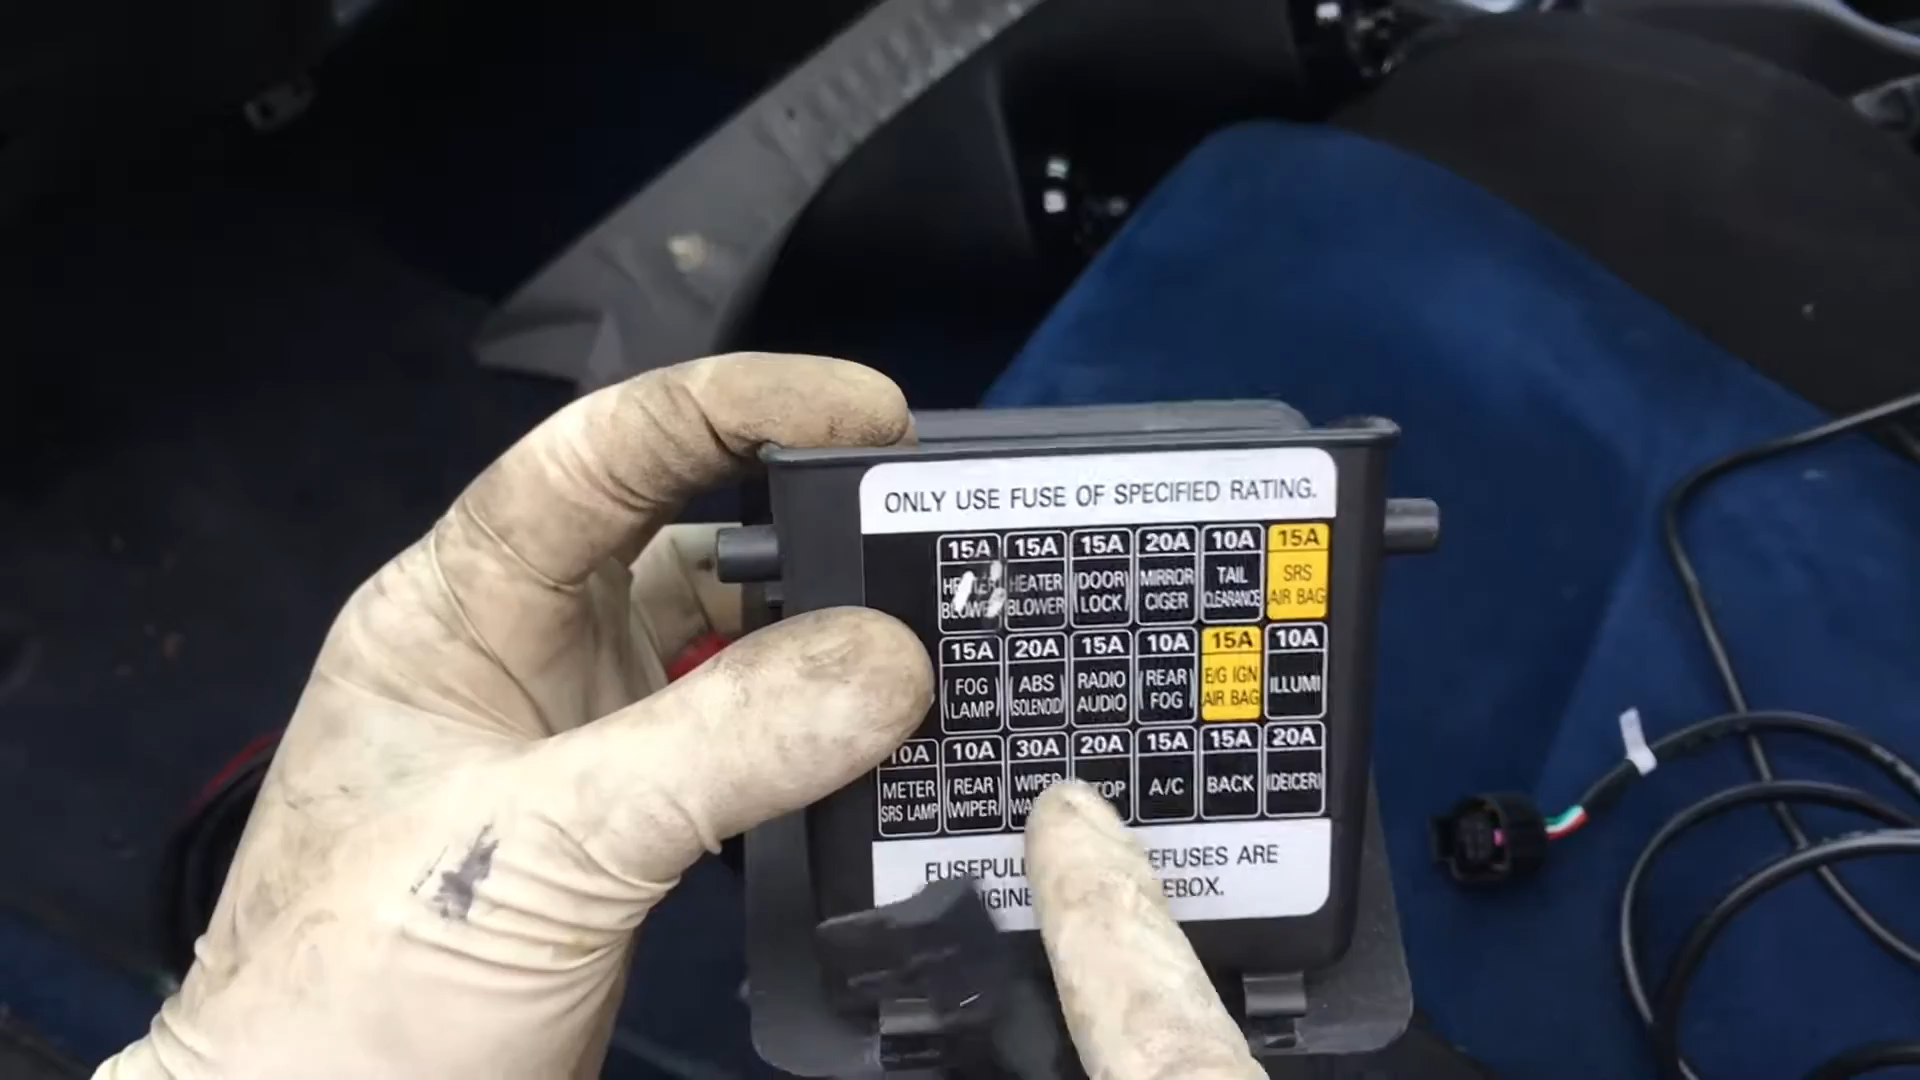 ONLY USE FUSE OF SPECIFIED RATING.
15A 15A 15A 20A 10A 15A
HEATER HEATER (DOOR MIRROR TAIL SRS
BLOWER BLOWER LOCK) CIGER CLEARANCE AIR BAG
15A 20A 15A 10A 15A 10A
(FOG (ABS RADIO (REAR E/G IGN ILLUMI
LAMP) SOLENOID) AUDIO FOG) AIR BAG
10A 10A 30A 20A 15A 15A 20A
METER (REAR WIPER A/C BACK (DEICER)
SRS LAMP WIPER)
ARE